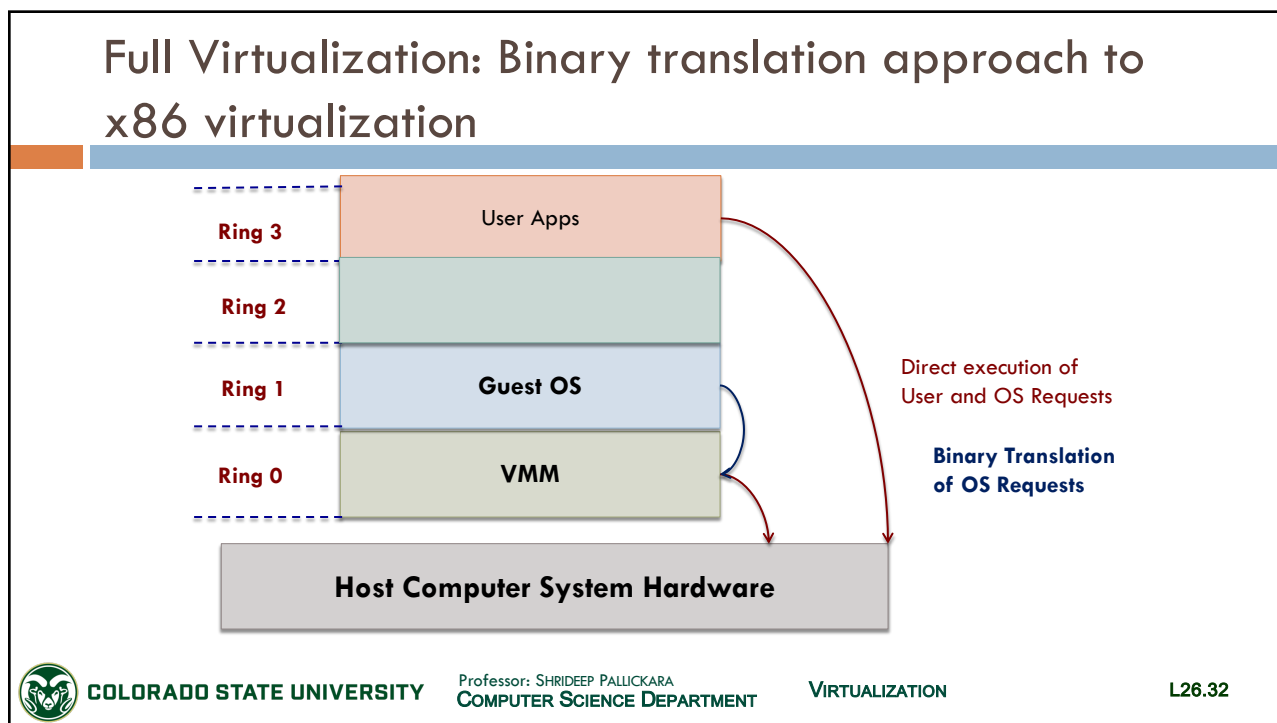 Full Virtualization: Binary translation approach to
x86 virtualization
Ring 3
User Apps
Ring 2
Ring 1
Guest OS
Ring 0
VMM
Direct execution of
User and OS Requests
Binary Translation
of OS Requests
Host Computer System Hardware
COLORADO STATE UNIVERSITY
Professor: SHRIDEEP PALLICKARA
COMPUTER SCIENCE DEPARTMENT
VIRTUALIZATION
L26.32